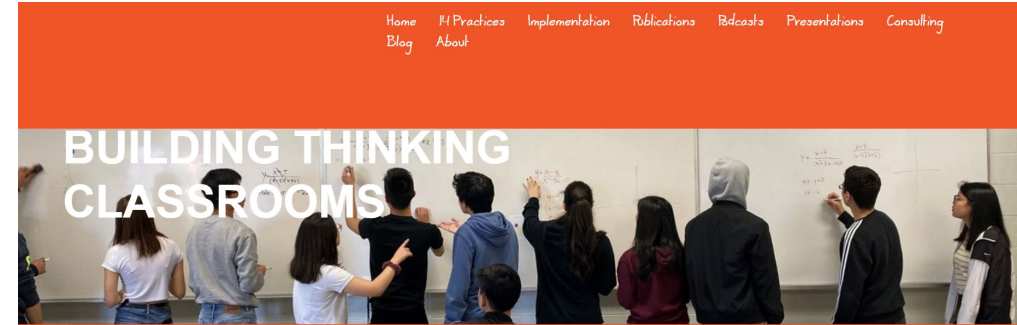 Home 14 Practices Implementation Publications Podcasts Presentations Consulting
Blog About
BUILDING THINKING
CLASSROOMS